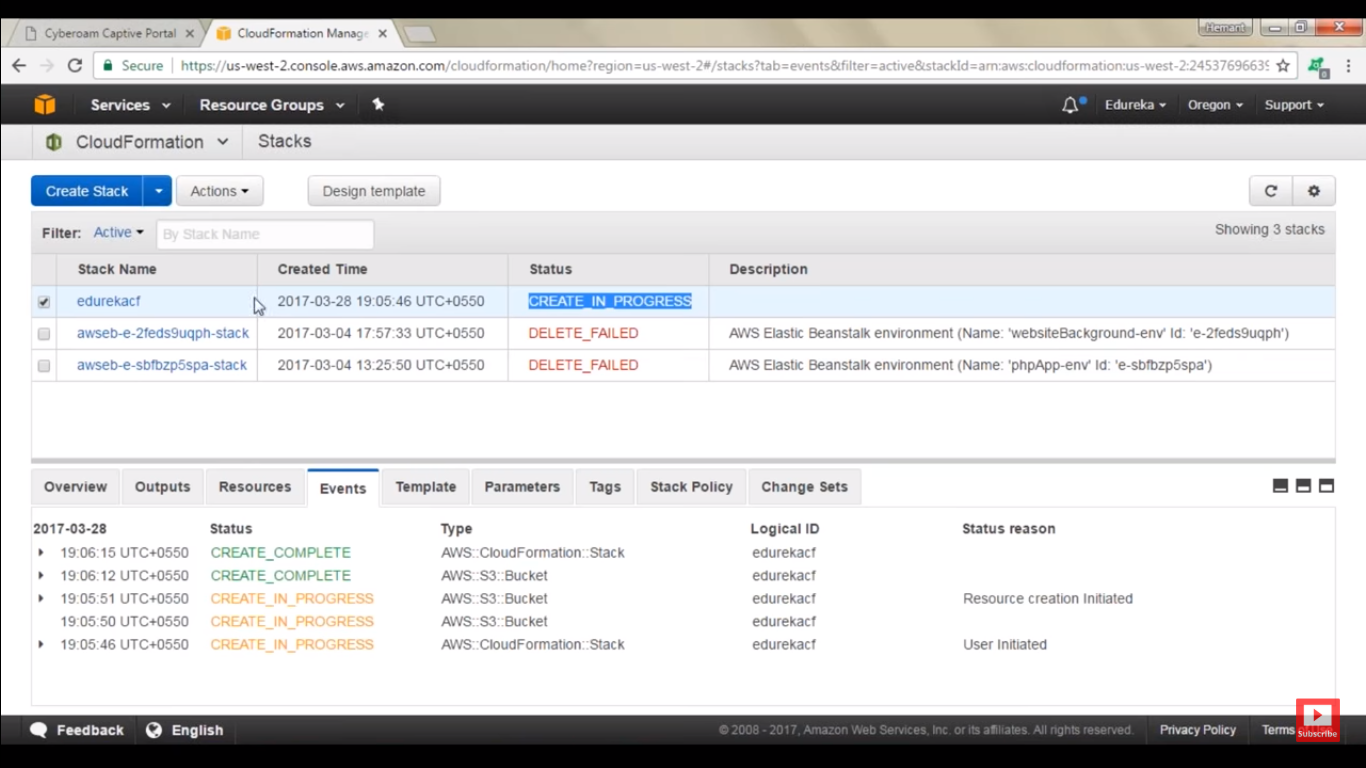 Cyberoam Captive Portal
CloudFormation Manage
Hemant
Secure https://us-west-2.console.aws.amazon.com/cloudformation/home?region=us-west-2#/stacks?tab=events&filter=active&stackId=arn:aws:cloudformation:us-west-2:24537696639
Services Resource Groups Edureka Oregon Support
CloudFormation Stacks
Create Stack Actions Design template
Filter: Active By Stack Name Showing 3 stacks
Stack Name Created Time Status Description
edurekacf 2017-03-28 19:05:46 UTC+0550 CREATE_IN_PROGRESS
awseb-e-2feds9uqph-stack 2017-03-04 17:57:33 UTC+0550 DELETE_FAILED AWS Elastic Beanstalk environment (Name: 'websiteBackground-env' Id: 'e-2feds9uqph')
awseb-e-sbfbzp5spa-stack 2017-03-04 13:25:50 UTC+0550 DELETE_FAILED AWS Elastic Beanstalk environment (Name: 'phpApp-env' Id: 'e-sbfbzp5spa')
Overview Outputs Resources Events Template Parameters Tags Stack Policy Change Sets
2017-03-28 Status Type Logical ID Status reason
19:06:15 UTC+0550 CREATE_COMPLETE AWS::CloudFormation::Stack edurekacf
19:06:12 UTC+0550 CREATE_COMPLETE AWS::S3::Bucket edurekacf
19:05:51 UTC+0550 CREATE_IN_PROGRESS AWS::S3::Bucket edurekacf Resource creation Initiated
19:05:50 UTC+0550 CREATE_IN_PROGRESS AWS::S3::Bucket edurekacf
19:05:46 UTC+0550 CREATE_IN_PROGRESS AWS::CloudFormation::Stack edurekacf User Initiated
Feedback English © 2008 - 2017, Amazon Web Services, Inc. or its affiliates. All rights reserved. Privacy Policy Terms
Subscribe